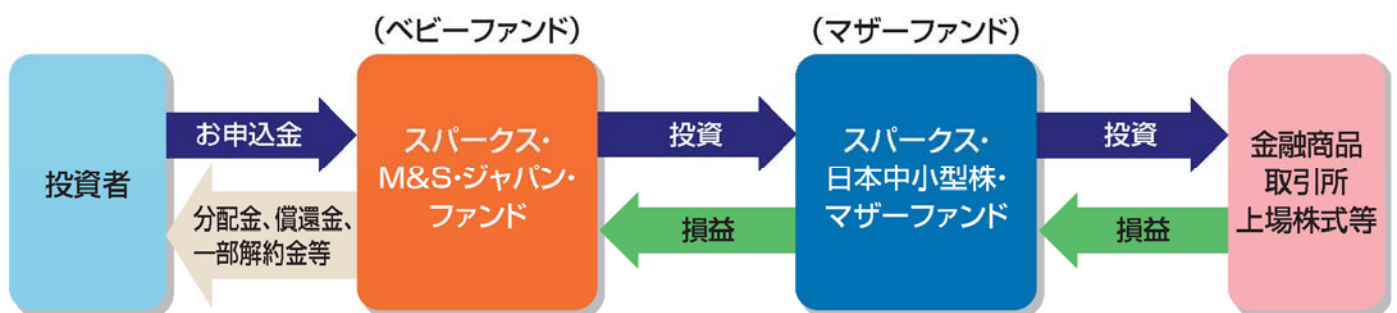 （ベビーファンド）
（マザーファンド）
投資者
お申込金
分配金、償還金、
一部解約金等
スパークス・
M&S・ジャパン・
ファンド
投資
損益
スパークス・
日本中小型株・
マザーファンド
投資
損益
金融商品
取引所
上場株式等